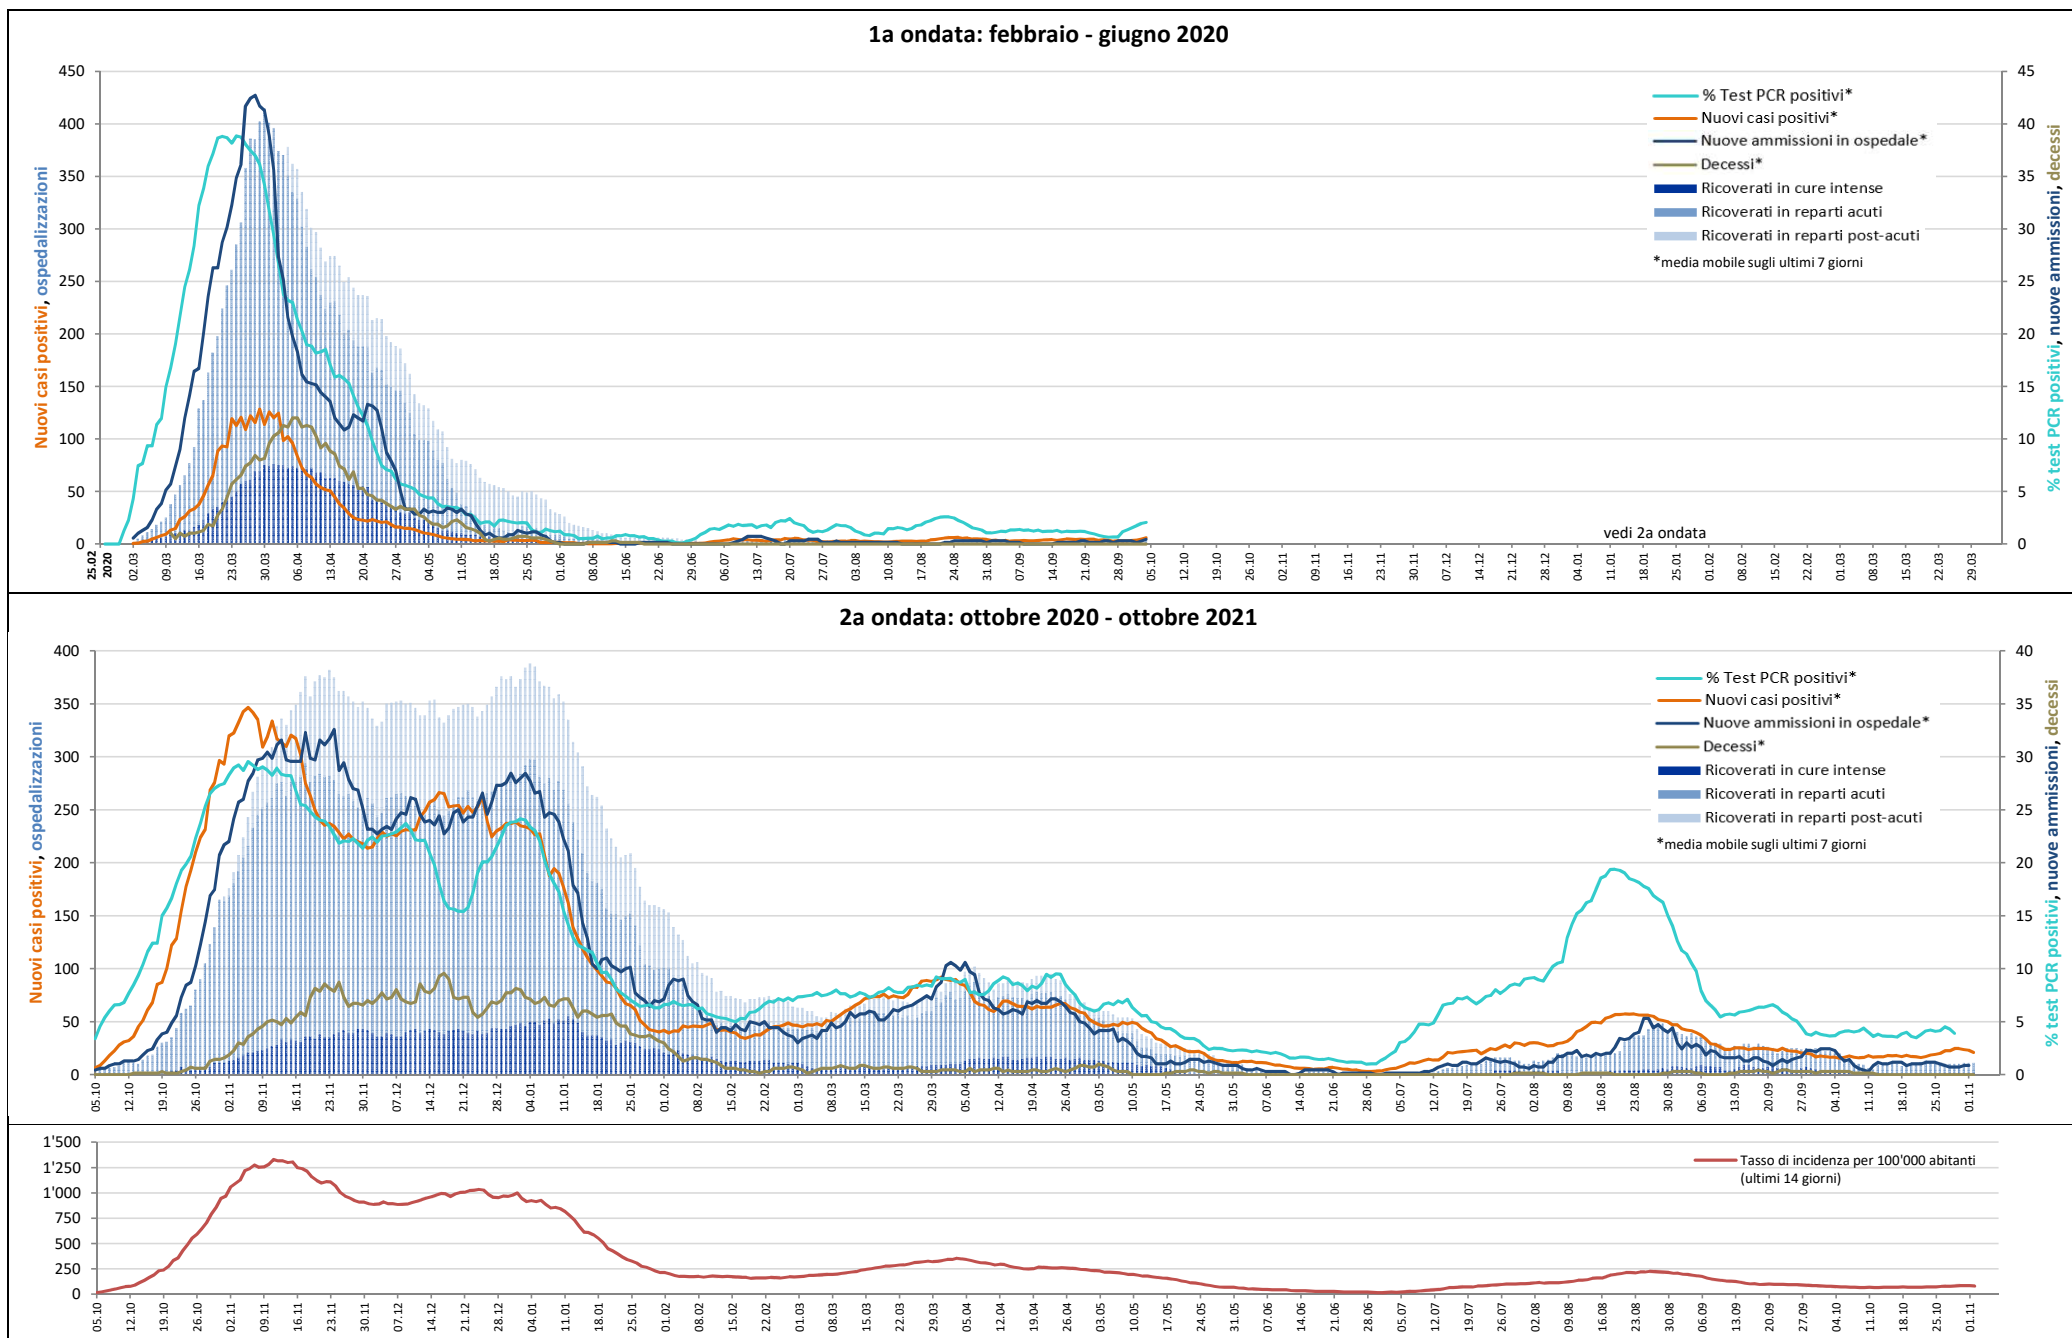 1a ondata: febbraio - giugno 2020
450
400
350
300
250
200
150
100
50
0
45
40
35
30
25
20
15
10
5
0
Nuovi casi positivi, ospedalizzazioni
% test PCR positivi, nuove ammissioni, decessi
% Test PCR positivi*
Nuovi casi positivi*
Nuove ammissioni in ospedale*
Decessi*
Ricoverati in cure intense
Ricoverati in reparti acuti
Ricoverati in reparti post-acuti
*media mobile sugli ultimi 7 giorni
vedi 2a ondata
25.02 2020 02.03 09.03 16.03 23.03 30.03 06.04 13.04 20.04 27.04 04.05 11.05 18.05 25.05 01.06 08.06 15.06 22.06 29.06 06.07 13.07 20.07 27.07 03.08 10.08 17.08 24.08 31.08 07.09 14.09 21.09 28.09 05.10 12.10 19.10 26.10 02.11 09.11 16.11 23.11 30.11 07.12 14.12 21.12 28.12 04.01 11.01 18.01 25.01 01.02 08.02 15.02 22.02 01.03 08.03 15.03 22.03 29.03
2a ondata: ottobre 2020 - ottobre 2021
400
350
300
250
200
150
100
50
0
40
35
30
25
20
15
10
5
0
Nuovi casi positivi, ospedalizzazioni
% test PCR positivi, nuove ammissioni, decessi
% Test PCR positivi*
Nuovi casi positivi*
Nuove ammissioni in ospedale*
Decessi*
Ricoverati in cure intense
Ricoverati in reparti acuti
Ricoverati in reparti post-acuti
*media mobile sugli ultimi 7 giorni
05.10 12.10 19.10 26.10 02.11 09.11 16.11 23.11 30.11 07.12 14.12 21.12 28.12 04.01 11.01 18.01 25.01 01.02 08.02 15.02 22.02 01.03 08.03 15.03 22.03 29.03 05.04 12.04 19.04 26.04 03.05 10.05 17.05 24.05 31.05 07.06 14.06 21.06 28.06 05.07 12.07 19.07 26.07 02.08 09.08 16.08 23.08 30.08 06.09 13.09 20.09 27.09 04.10 11.10 18.10 25.10 01.11
1'500
1'250
1'000
750
500
250
0
Tasso di incidenza per 100'000 abitanti
(ultimi 14 giorni)
05.10 12.10 19.10 26.10 02.11 09.11 16.11 23.11 30.11 07.12 14.12 21.12 28.12 04.01 11.01 18.01 25.01 01.02 08.02 15.02 22.02 01.03 08.03 15.03 22.03 29.03 05.04 12.04 19.04 26.04 03.05 10.05 17.05 24.05 31.05 07.06 14.06 21.06 28.06 05.07 12.07 19.07 26.07 02.08 09.08 16.08 23.08 30.08 06.09 13.09 20.09 27.09 04.10 11.10 18.10 25.10 01.11